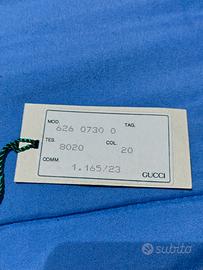 MOD. TAG.
626 0730 0
TES. COL.
8020 20
COMM.
1.165/23
GUCCI
subito